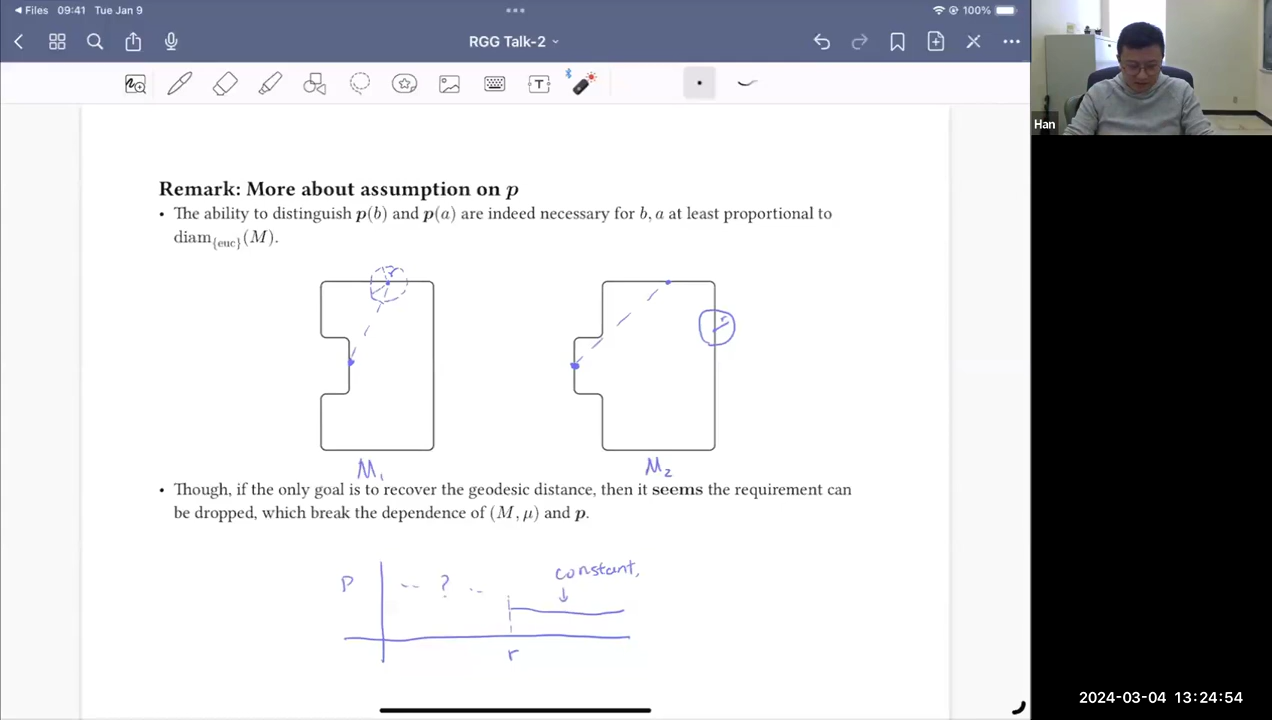 Files 09:41 Tue Jan 9
100%
RGG Talk-2
T
Han
Remark: More about assumption on p
• The ability to distinguish p(b) and p(a) are indeed necessary for b, a at least proportional to
diam{euc}(M).
r
r
M₁
M₂
• Though, if the only goal is to recover the geodesic distance, then it seems the requirement can
be dropped, which break the dependence of (M, μ) and p.
constant,
P -- ? --
r
2024-03-04 13:24:54